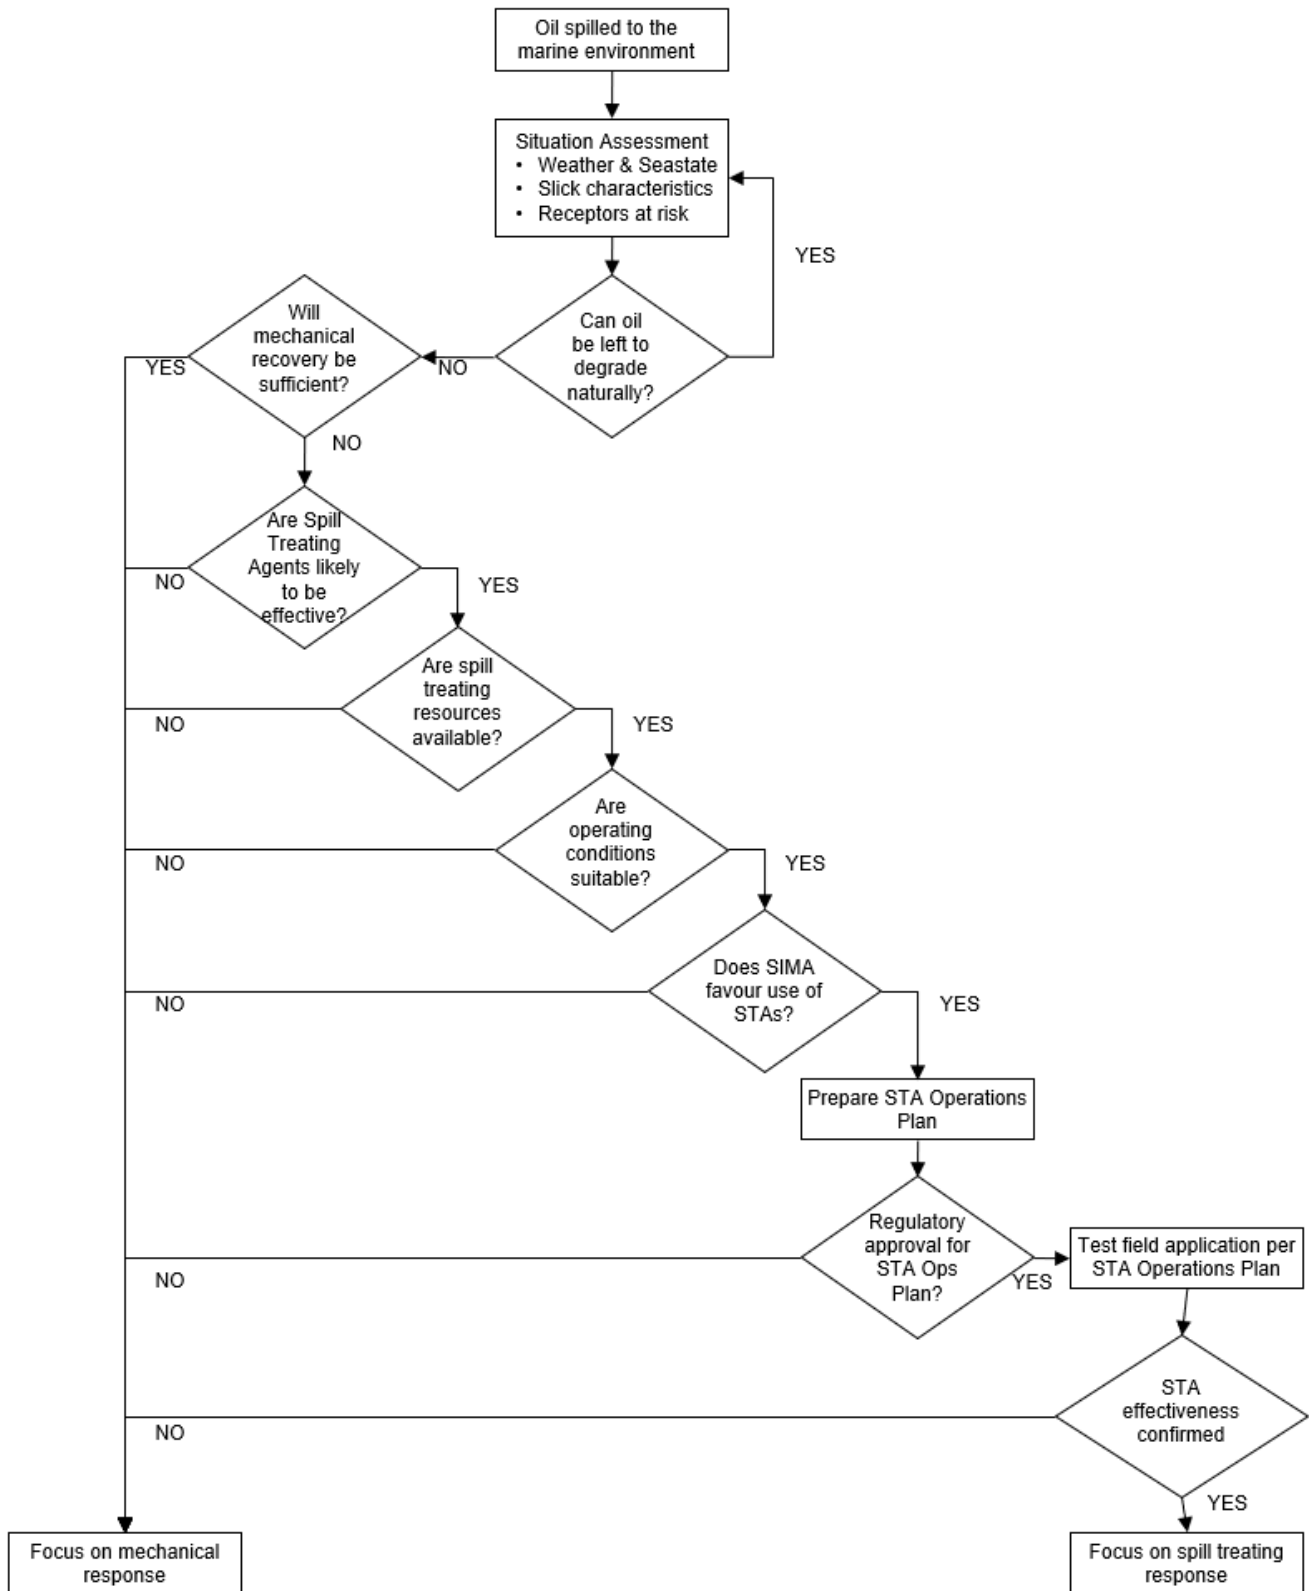 Oil spilled to the
marine environment
Situation Assessment
• Weather & Seastate
• Slick characteristics
• Receptors at risk
YES
Can oil
be left to
degrade
naturally?
NO
Will
mechanical
recovery be
sufficient?
YES
NO
Are Spill
Treating
Agents likely
to be
effective?
NO
YES
Are spill
treating
resources
available?
NO
YES
Are
operating
conditions
suitable?
NO
YES
Does SIMA
favour use of
STAs?
NO
YES
Prepare STA Operations
Plan
Regulatory
approval for
STA Ops
Plan?
NO
YES
Test field application per
STA Operations Plan
STA
effectiveness
confirmed
NO
YES
Focus on mechanical
response
Focus on spill treating
response